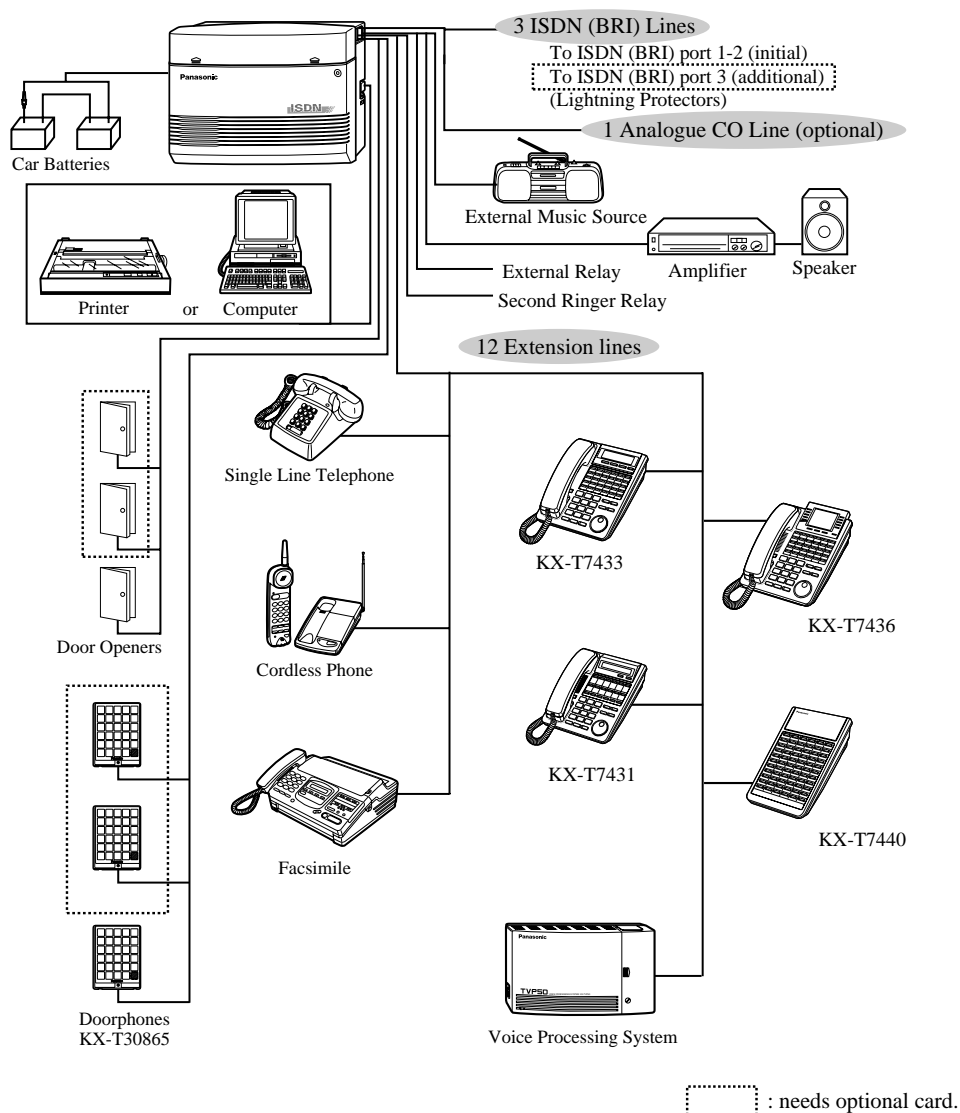 3 ISDN (BRI) Lines
To ISDN (BRI) port 1-2 (initial)
To ISDN (BRI) port 3 (additional)
(Lightning Protectors)
1 Analogue CO Line (optional)
Panasonic
ISDN
Car Batteries
External Music Source
Amplifier
Speaker
External Relay
Second Ringer Relay
Printer
or
Computer
12 Extension lines
Single Line Telephone
KX-T7433
KX-T7436
Door Openers
Cordless Phone
KX-T7431
KX-T7440
Facsimile
Doorphones
KX-T30865
Panasonic
TVP50
Voice Processing System
: needs optional card.